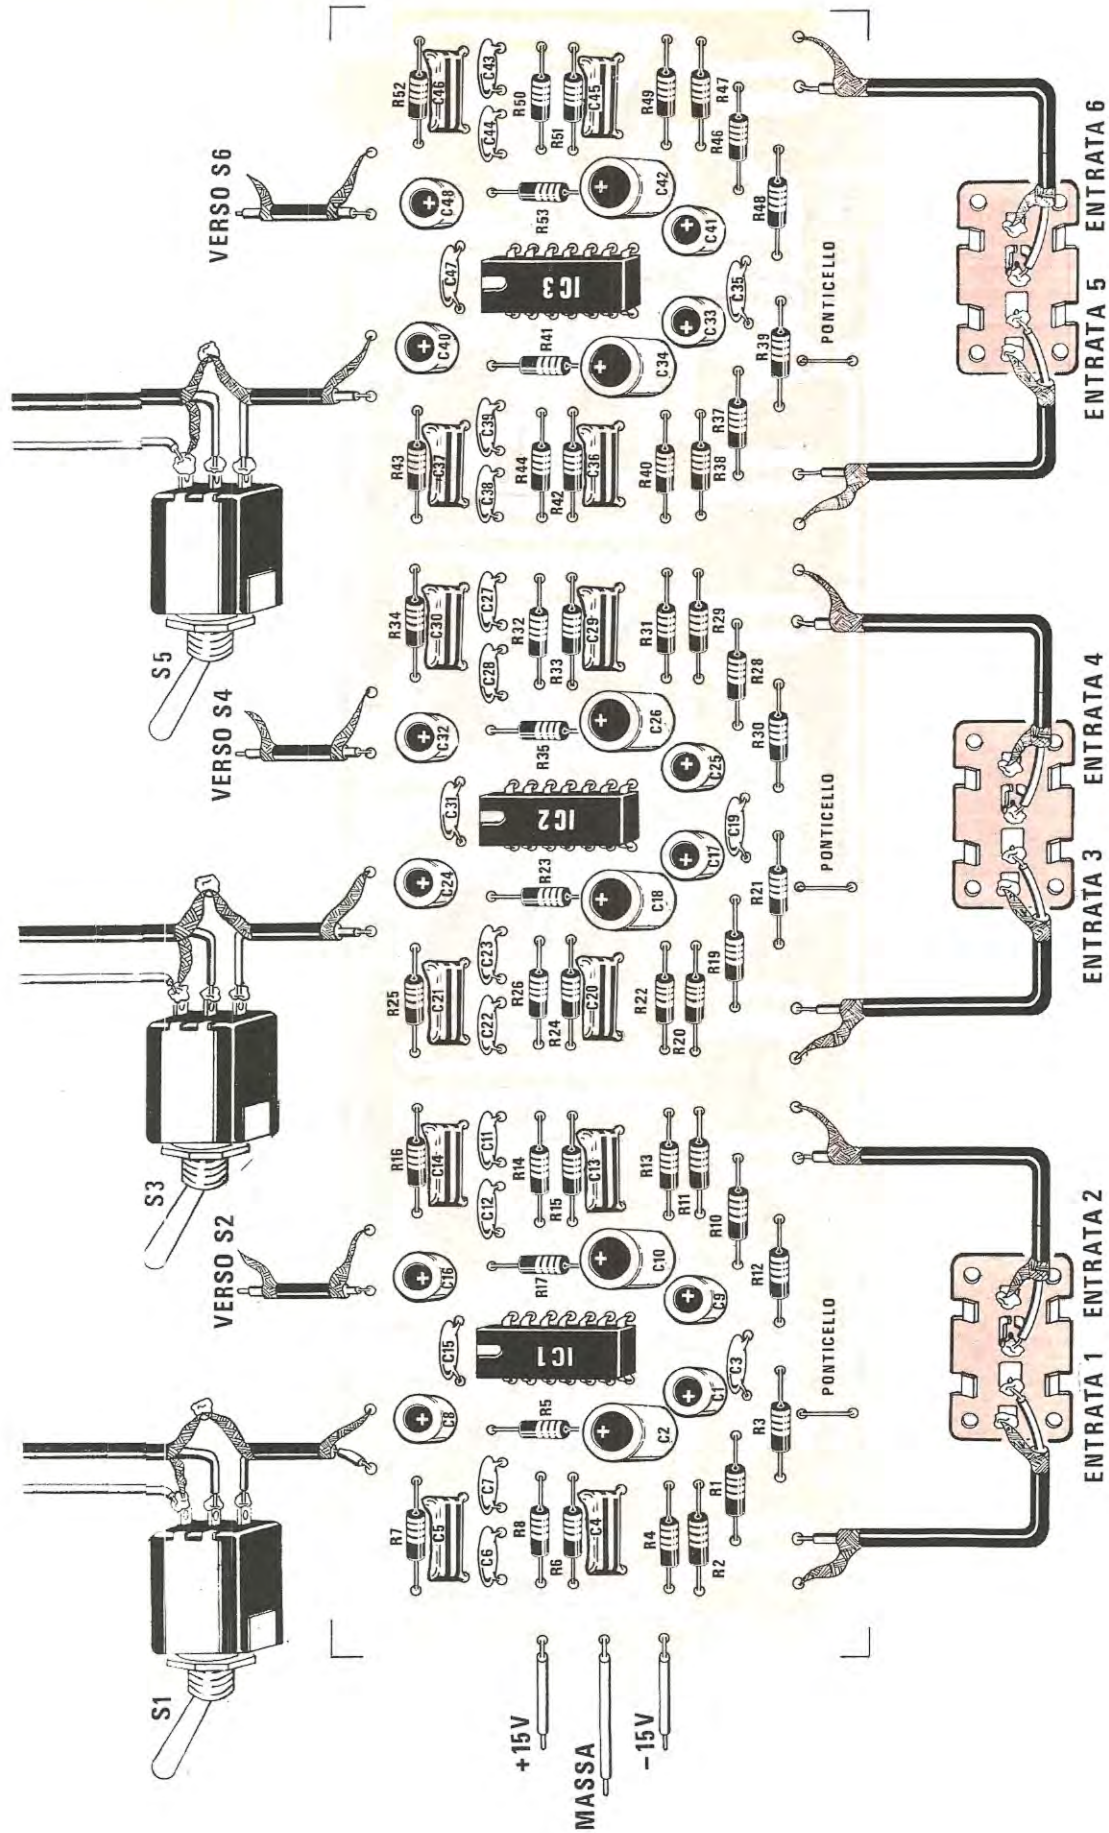 S1
S3
S5
VERSO S2
VERSO S4
VERSO S6
R7
R16
R25
R34
R43
R52
C5
C14
C21
C30
C37
C46
C8
C16
C24
C32
C40
C48
C15
C31
C47
C6
C7
C12
C11
C22
C23
C28
C27
C38
C39
C44
C43
+15V
R8
R14
R26
R32
R44
R50
R5
R17
R23
R35
R41
R53
R6
R15
R24
R33
R42
R51
IC1
IC2
IC3
MASSA
C4
C13
C20
C29
C36
C45
-15V
R4
R13
R22
R31
R40
R49
C2
C10
C18
C26
C34
C42
R2
R11
R20
R29
R38
R47
C1
C9
C17
C25
C33
C41
R1
R10
R19
R28
R37
R46
C3
C19
C35
R3
R12
R21
R30
R39
R48
PONTICELLO
PONTICELLO
PONTICELLO
ENTRATA 1 ENTRATA 2
ENTRATA 3 ENTRATA 4
ENTRATA 5 ENTRATA 6